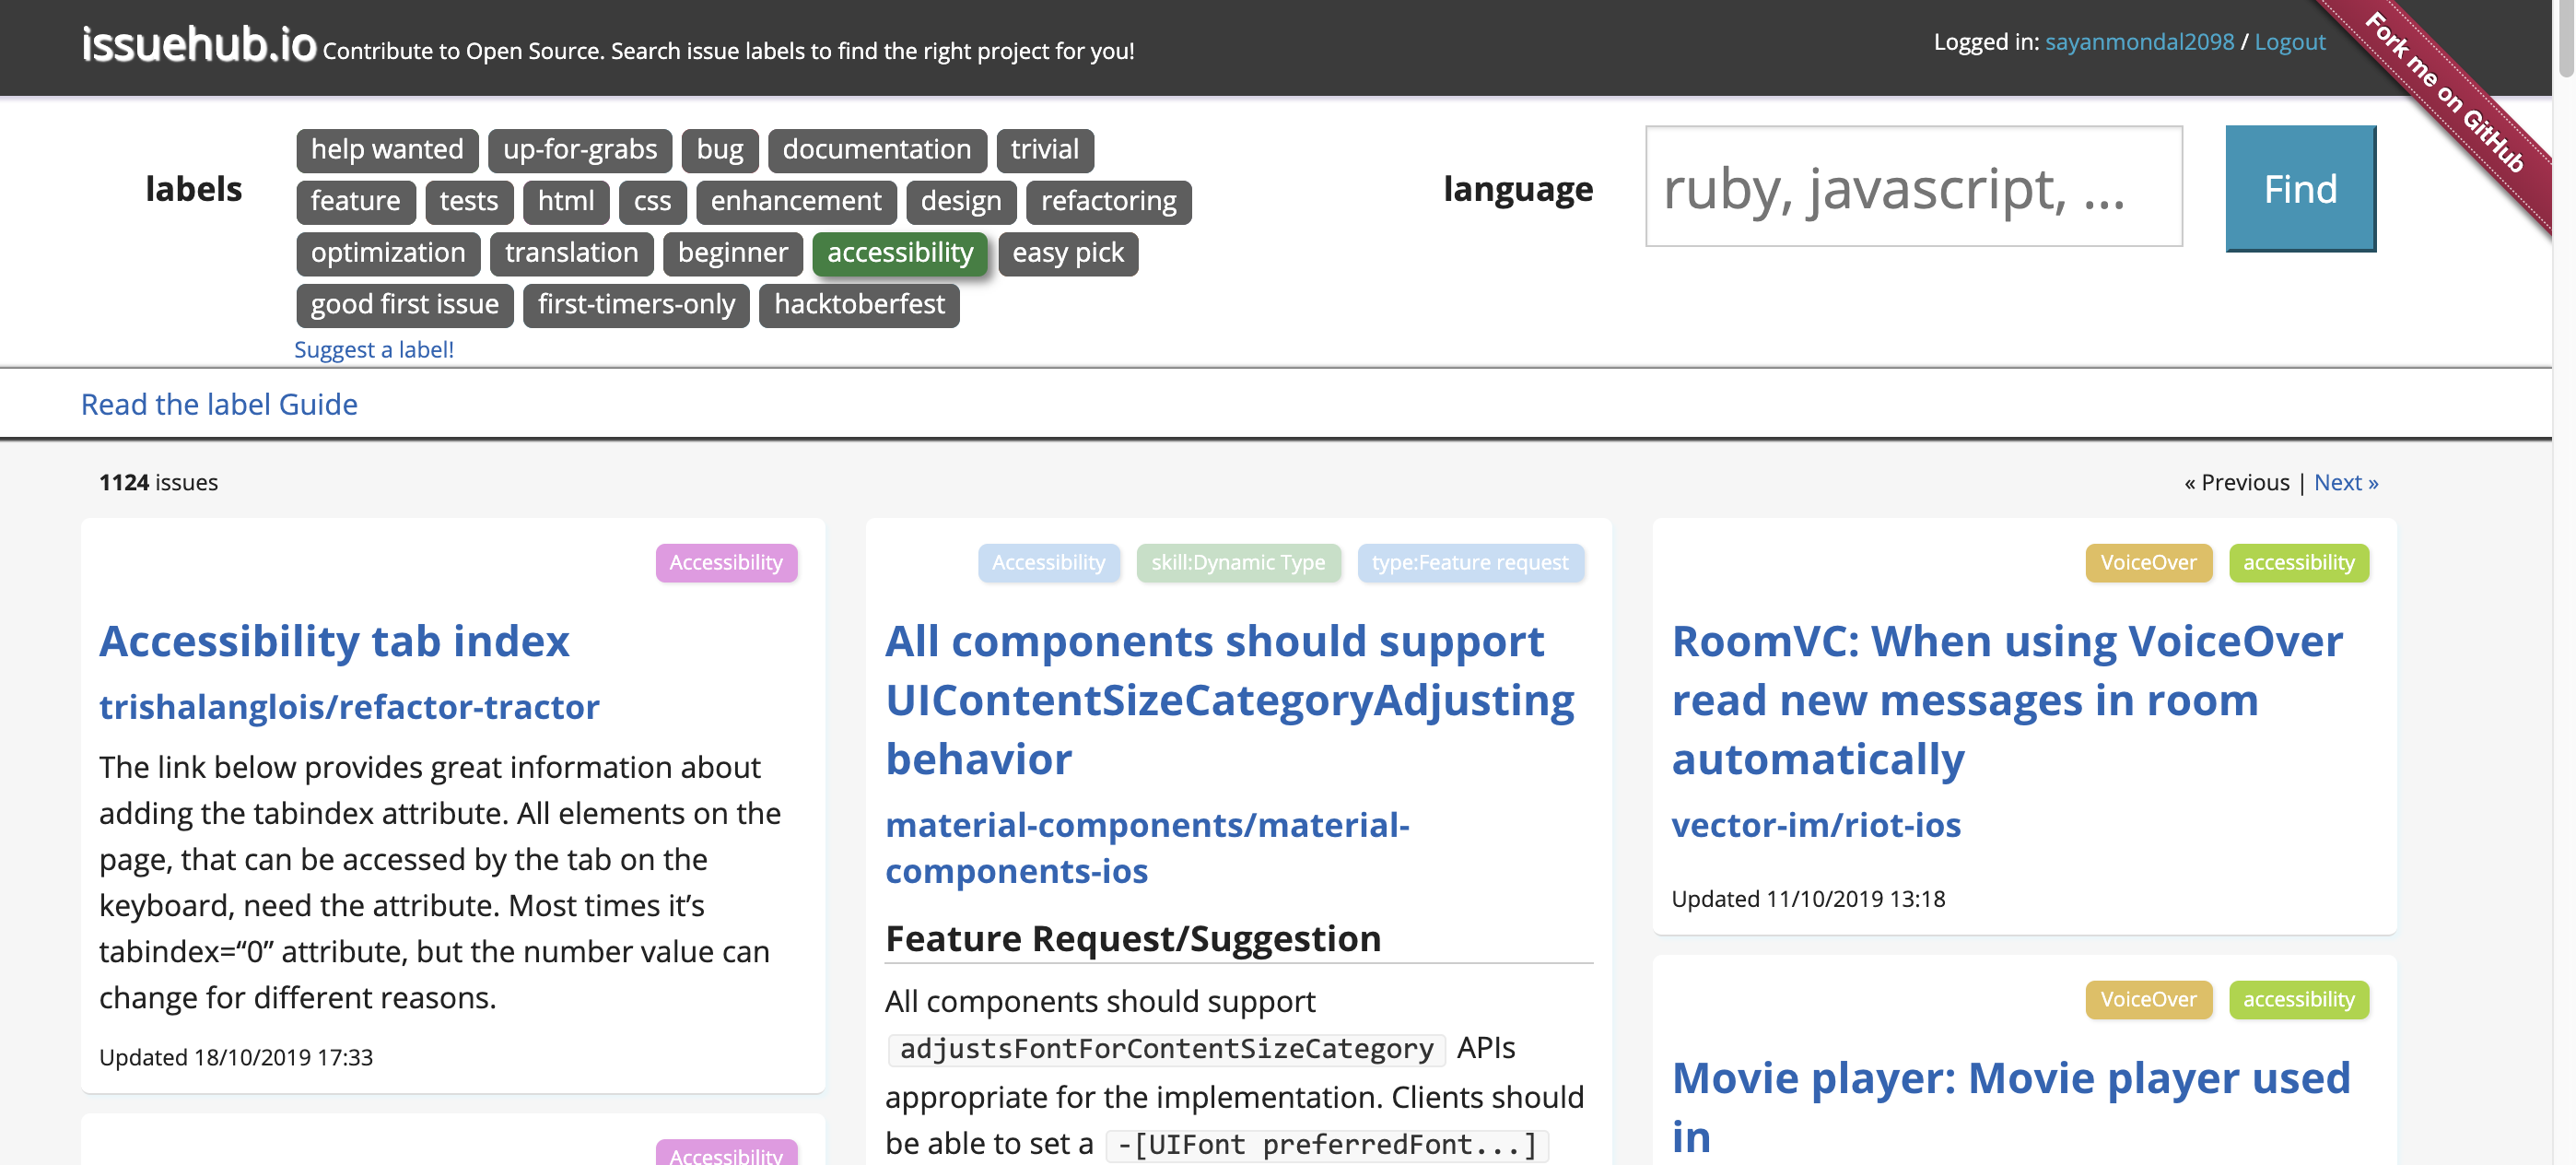 issuehub.io Contribute to Open Source. Search issue labels to find the right project for you!
Logged in: sayanmondal2098 / Logout
Fork me on GitHub
labels
help wanted up-for-grabs bug documentation trivial
feature tests html css enhancement design refactoring
optimization translation beginner accessibility easy pick
good first issue first-timers-only hacktoberfest
Suggest a label!
language
ruby, javascript, ...
Find
Read the label Guide
1124 issues
« Previous | Next »
Accessibility
Accessibility tab index
trishalanglois/refactor-tractor
The link below provides great information about
adding the tabindex attribute. All elements on the
page, that can be accessed by the tab on the
keyboard, need the attribute. Most times it’s
tabindex=“0” attribute, but the number value can
change for different reasons.
Updated 18/10/2019 17:33
Accessibility
Accessibility skill:Dynamic Type type:Feature request
All components should support
UIContentSizeCategoryAdjusting
behavior
material-components/material-
components-ios
Feature Request/Suggestion
All components should support
adjustsFontForContentSizeCategory APIs
appropriate for the implementation. Clients should
be able to set a -[UIFont preferredFont...]
VoiceOver accessibility
RoomVC: When using VoiceOver
read new messages in room
automatically
vector-im/riot-ios
Updated 11/10/2019 13:18
VoiceOver accessibility
Movie player: Movie player used
in